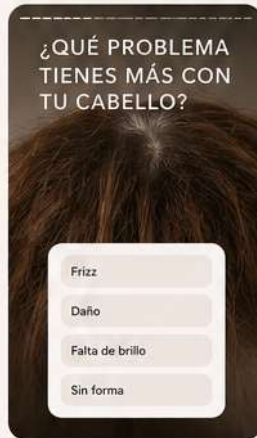 ¿QUÉ PROBLEMA
TIENES MÁS CON
TU CABELLO?
Frizz
Daño
Falta de brillo
Sin forma